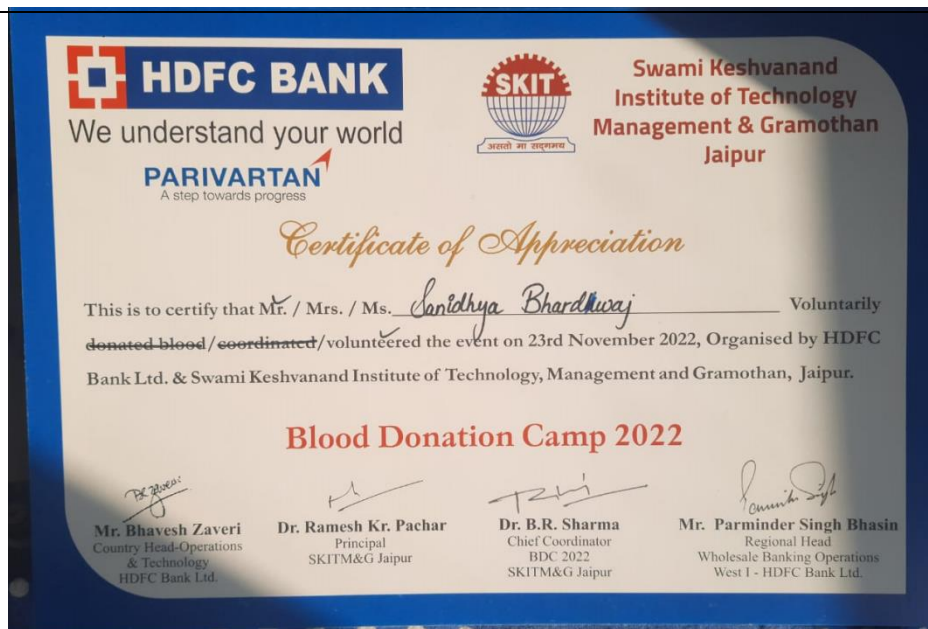 HDFC BANK
We understand your world
PARIVARTAN
A step towards progress
SKIT
असतो मा सद्गमय
Swami Keshvanand
Institute of Technology
Management & Gramothan
Jaipur
Certificate of Appreciation
This is to certify that Mr. / Mrs. / Ms. Sanidhya Bhardhwaj Voluntarily
donated blood/coordinated/volunteered the event on 23rd November 2022, Organised by HDFC
Bank Ltd. & Swami Keshvanand Institute of Technology, Management and Gramothan, Jaipur.
Blood Donation Camp 2022
Mr. Bhavesh Zaveri
Country Head-Operations
& Technology
HDFC Bank Ltd.
Dr. Ramesh Kr. Pachar
Principal
SKITM&G Jaipur
Dr. B.R. Sharma
Chief Coordinator
BDC 2022
SKITM&G Jaipur
Mr. Parminder Singh Bhasin
Regional Head
Wholesale Banking Operations
West I - HDFC Bank Ltd.